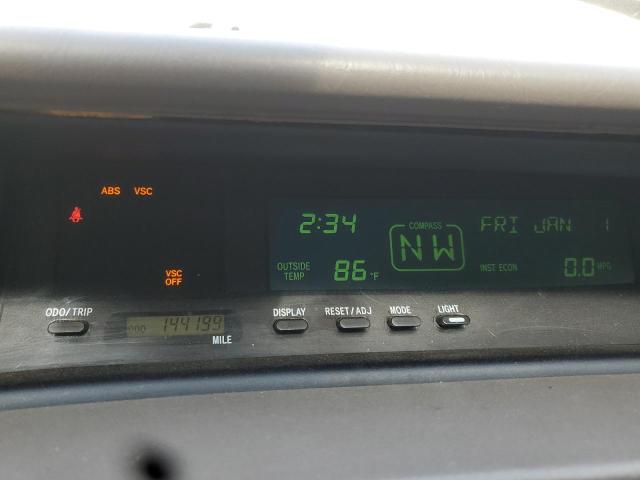 ABS VSC
VSC
OFF
ODO/TRIP
ODO 144199
MILE
2:34
COMPASS
NW
FRI JAN 1
OUTSIDE
TEMP 86 °F
INST ECON 0.0 MPG
DISPLAY RESET/ADJ MODE LIGHT